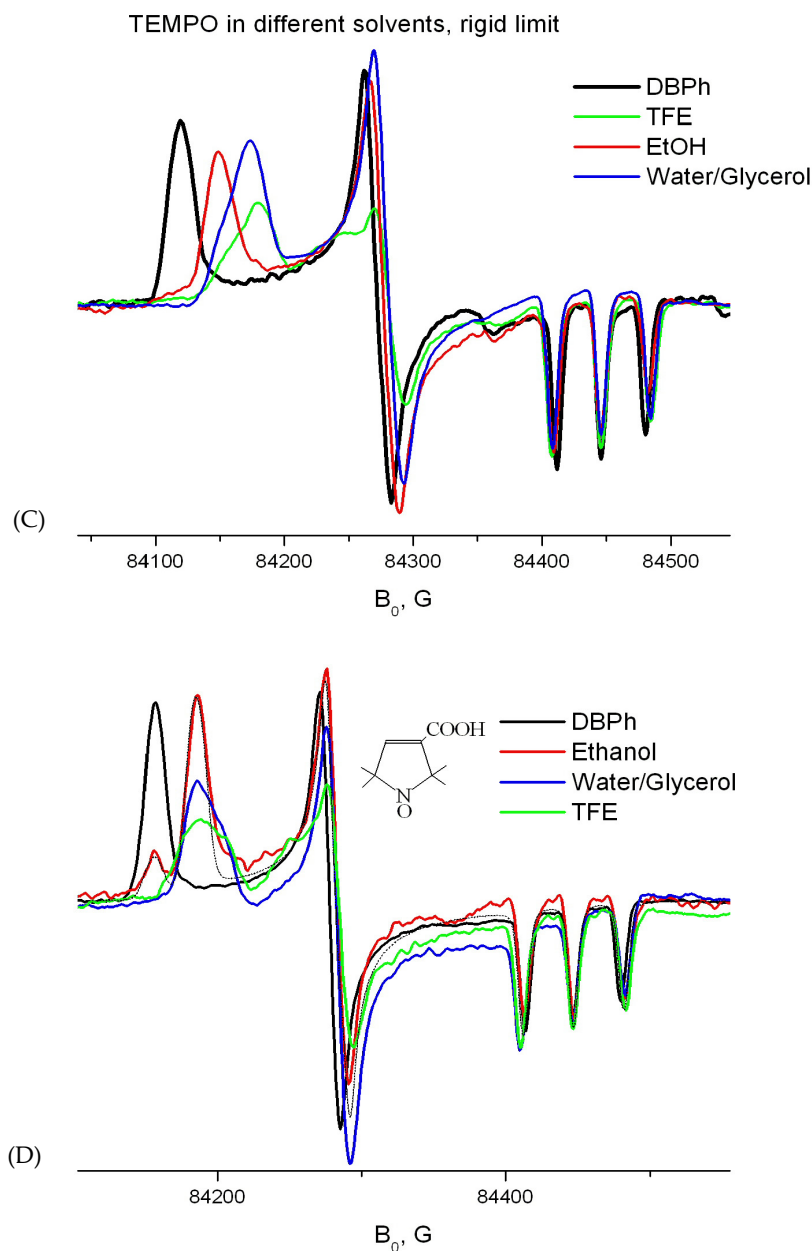 TEMPO in different solvents, rigid limit
DBPh
TFE
EtOH
Water/Glycerol
(C)
84100 84200 84300 84400 84500
B0, G
COOH
N
O
DBPh
Ethanol
Water/Glycerol
TFE
(D)
84200 84400
B0, G